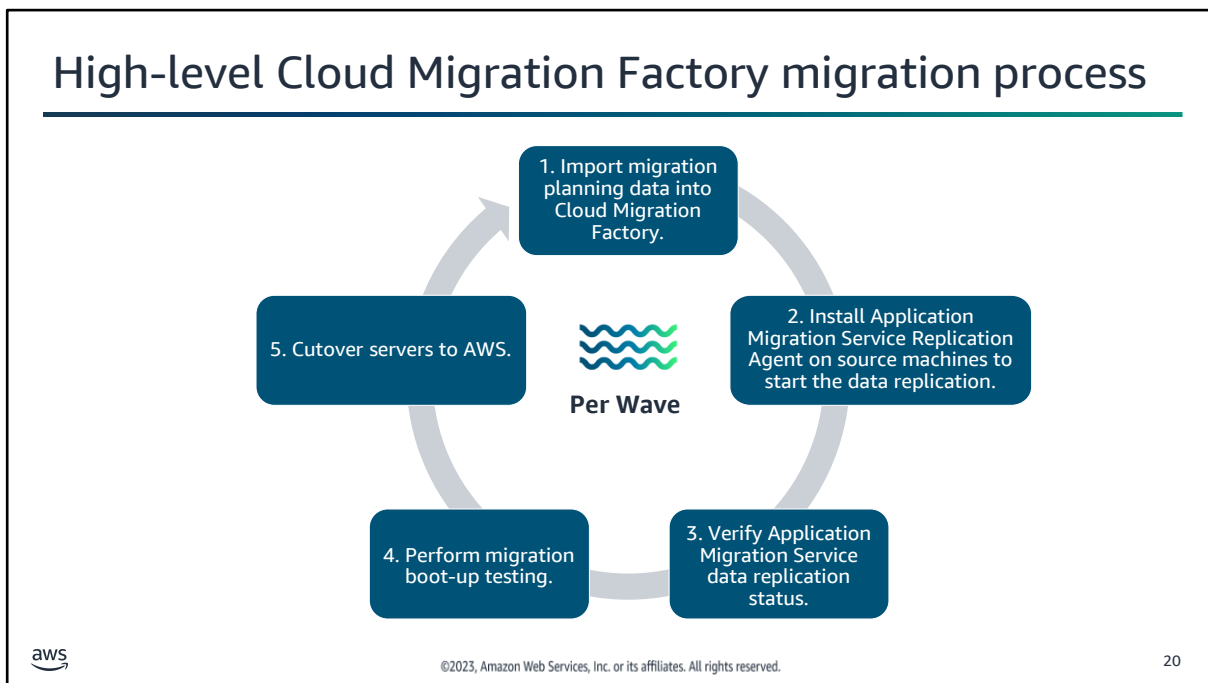 High-level Cloud Migration Factory migration process
1. Import migration
planning data into
Cloud Migration
Factory.
2. Install Application
Migration Service Replication
Agent on source machines to
start the data replication.
5. Cutover servers to AWS.
Per Wave
3. Verify Application
Migration Service
data replication
status.
4. Perform migration
boot-up testing.
aws
©2023, Amazon Web Services, Inc. or its affiliates. All rights reserved.
20